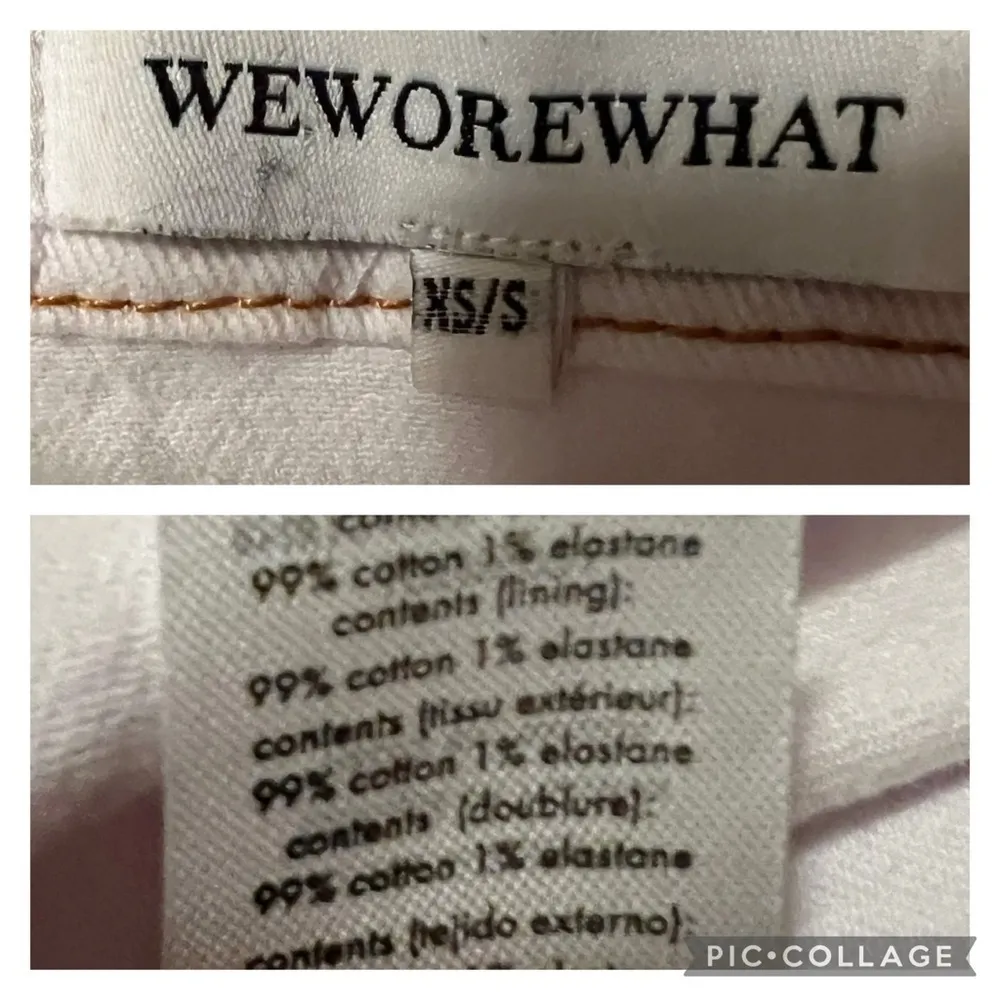 WEWOREWHAT
XS/S
99% cotton 1% elastane
contents (lining):
99% cotton 1% elastane
contents (tissu extérieur):
99% cotton 1% elastane
contents (doublure):
99% cotton 1% elastane
contents (tejido externo):
PIC•COLLAGE